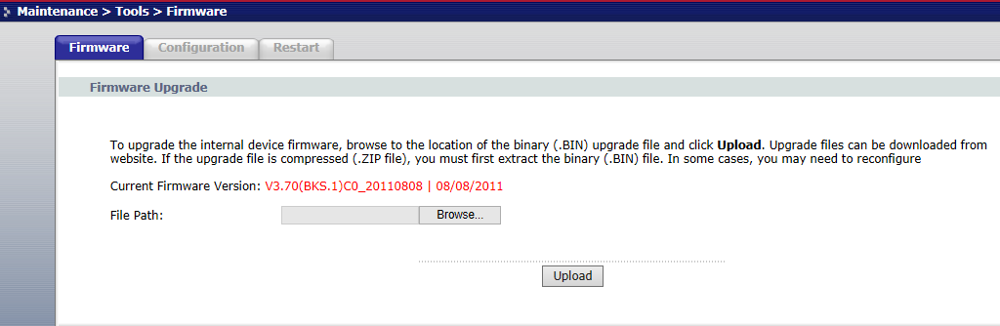 Maintenance > Tools > Firmware
Firmware Configuration Restart
Firmware Upgrade
To upgrade the internal device firmware, browse to the location of the binary (.BIN) upgrade file and click Upload. Upgrade files can be downloaded from
website. If the upgrade file is compressed (.ZIP file), you must first extract the binary (.BIN) file. In some cases, you may need to reconfigure
Current Firmware Version: V3.70(BKS.1)C0_20110808 | 08/08/2011
File Path: Browse...
Upload